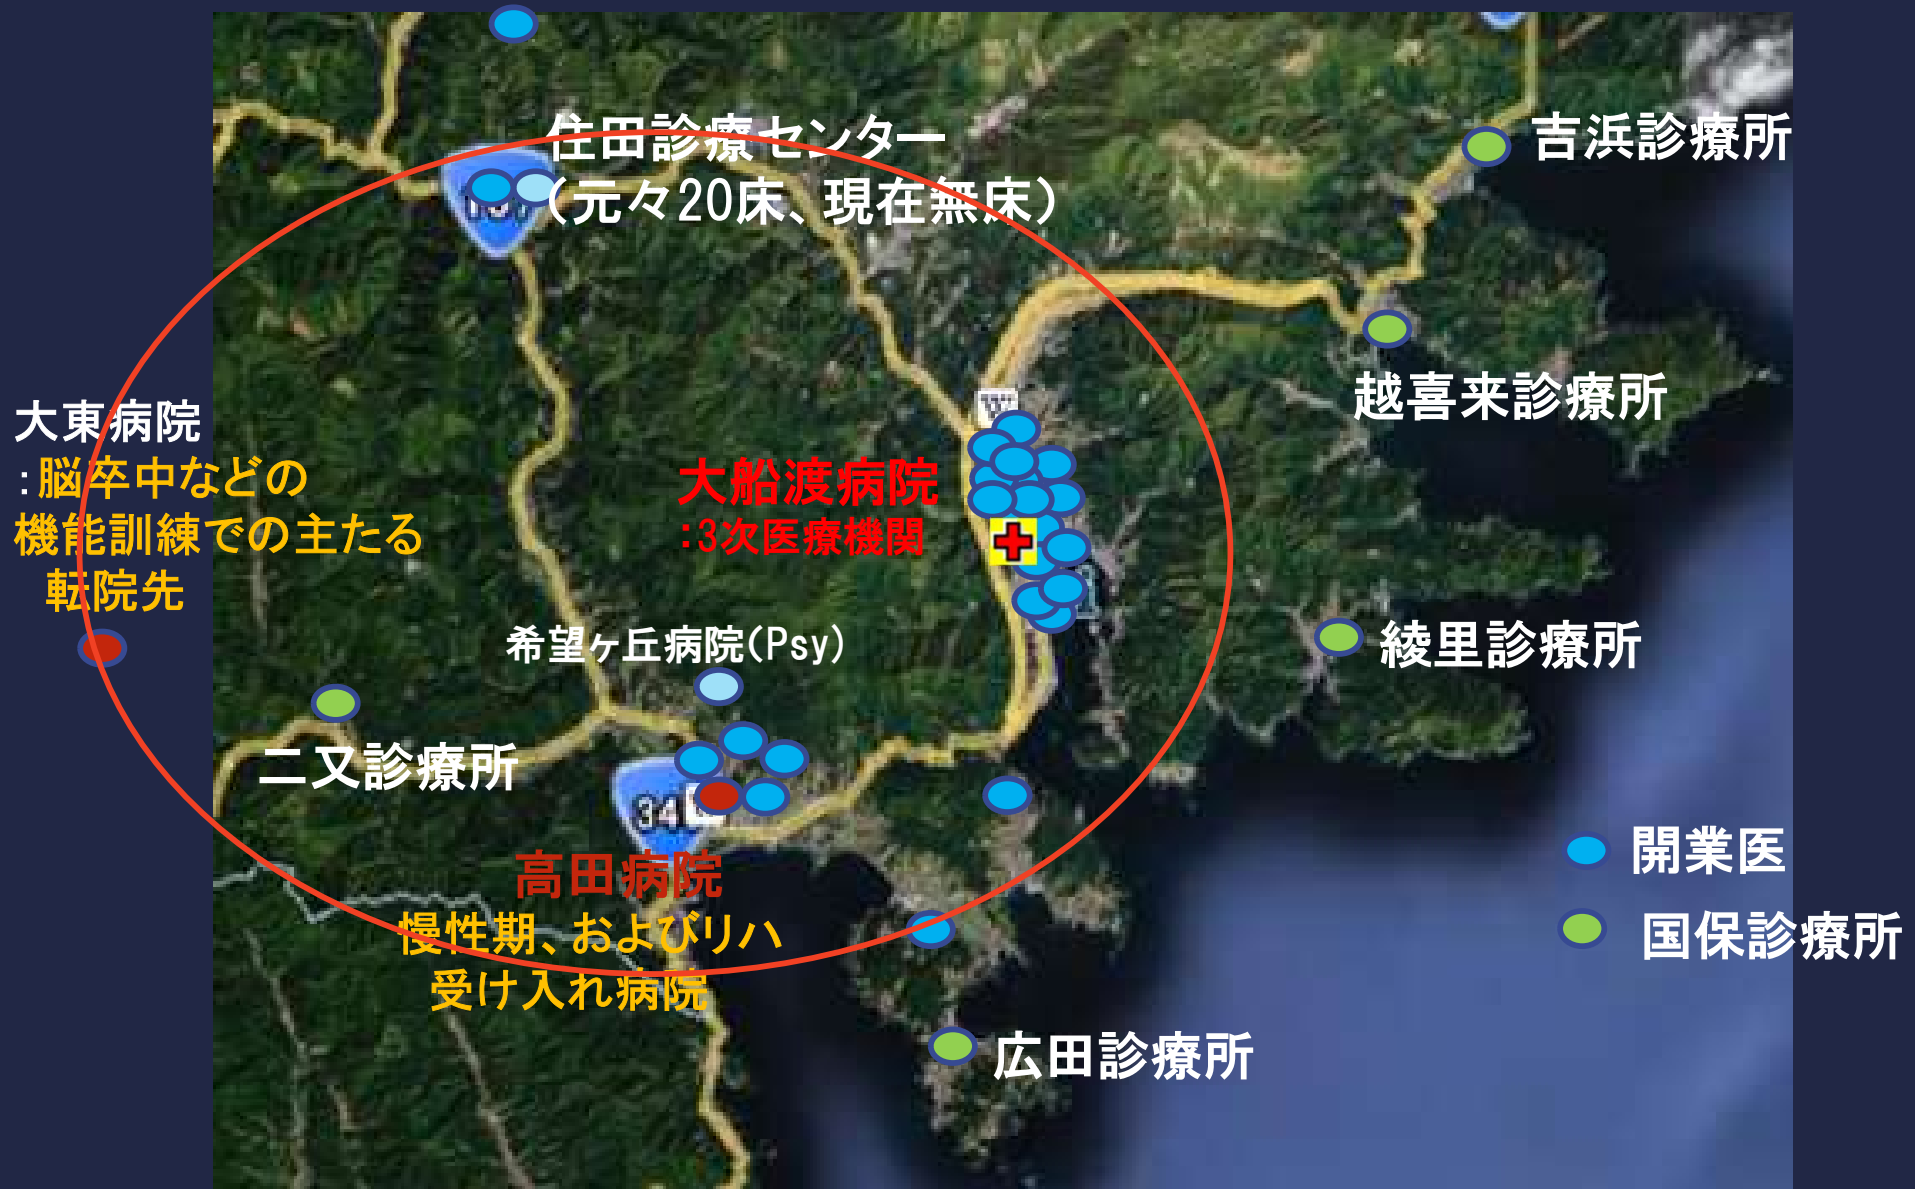 住田診療センター
（元々20床、現在無床）
吉浜診療所
越喜来診療所
大東病院
：脳卒中などの
機能訓練での主たる
転院先
大船渡病院
：3次医療機関
希望ヶ丘病院(Psy)
綾里診療所
二又診療所
34
高田病院
慢性期、およびリハ
受け入れ病院
開業医
国保診療所
広田診療所